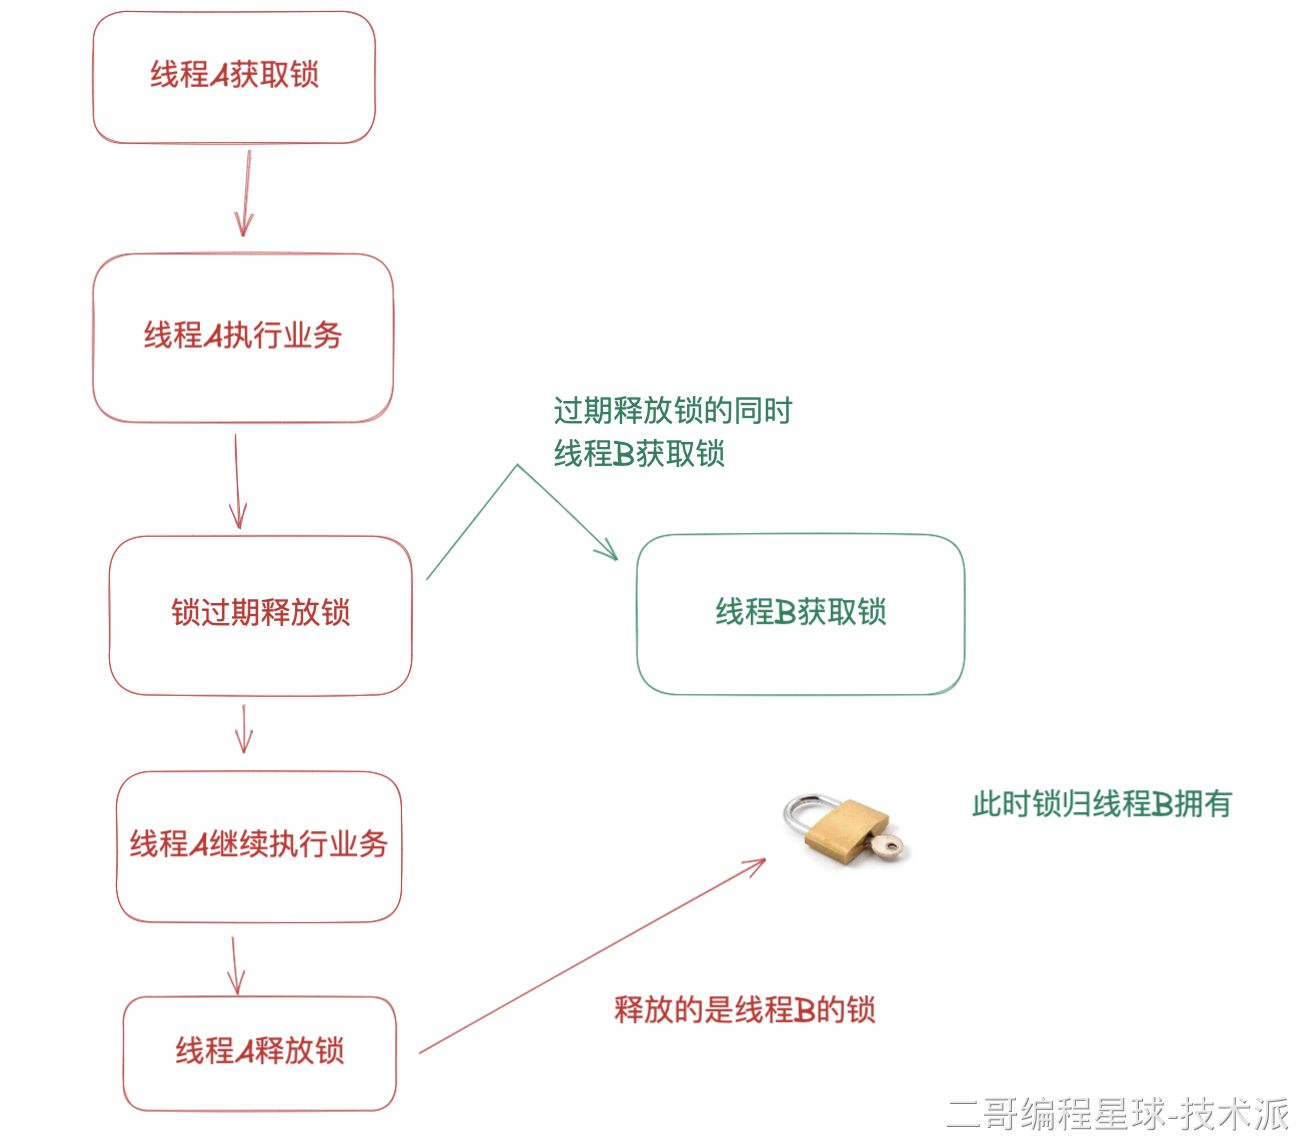 线程A获取锁
线程A执行业务
过期释放锁的同时
线程B获取锁
锁过期释放锁
线程B获取锁
线程A继续执行业务
此时锁归线程B拥有
释放的是线程B的锁
线程A释放锁
二哥编程星球-技术派